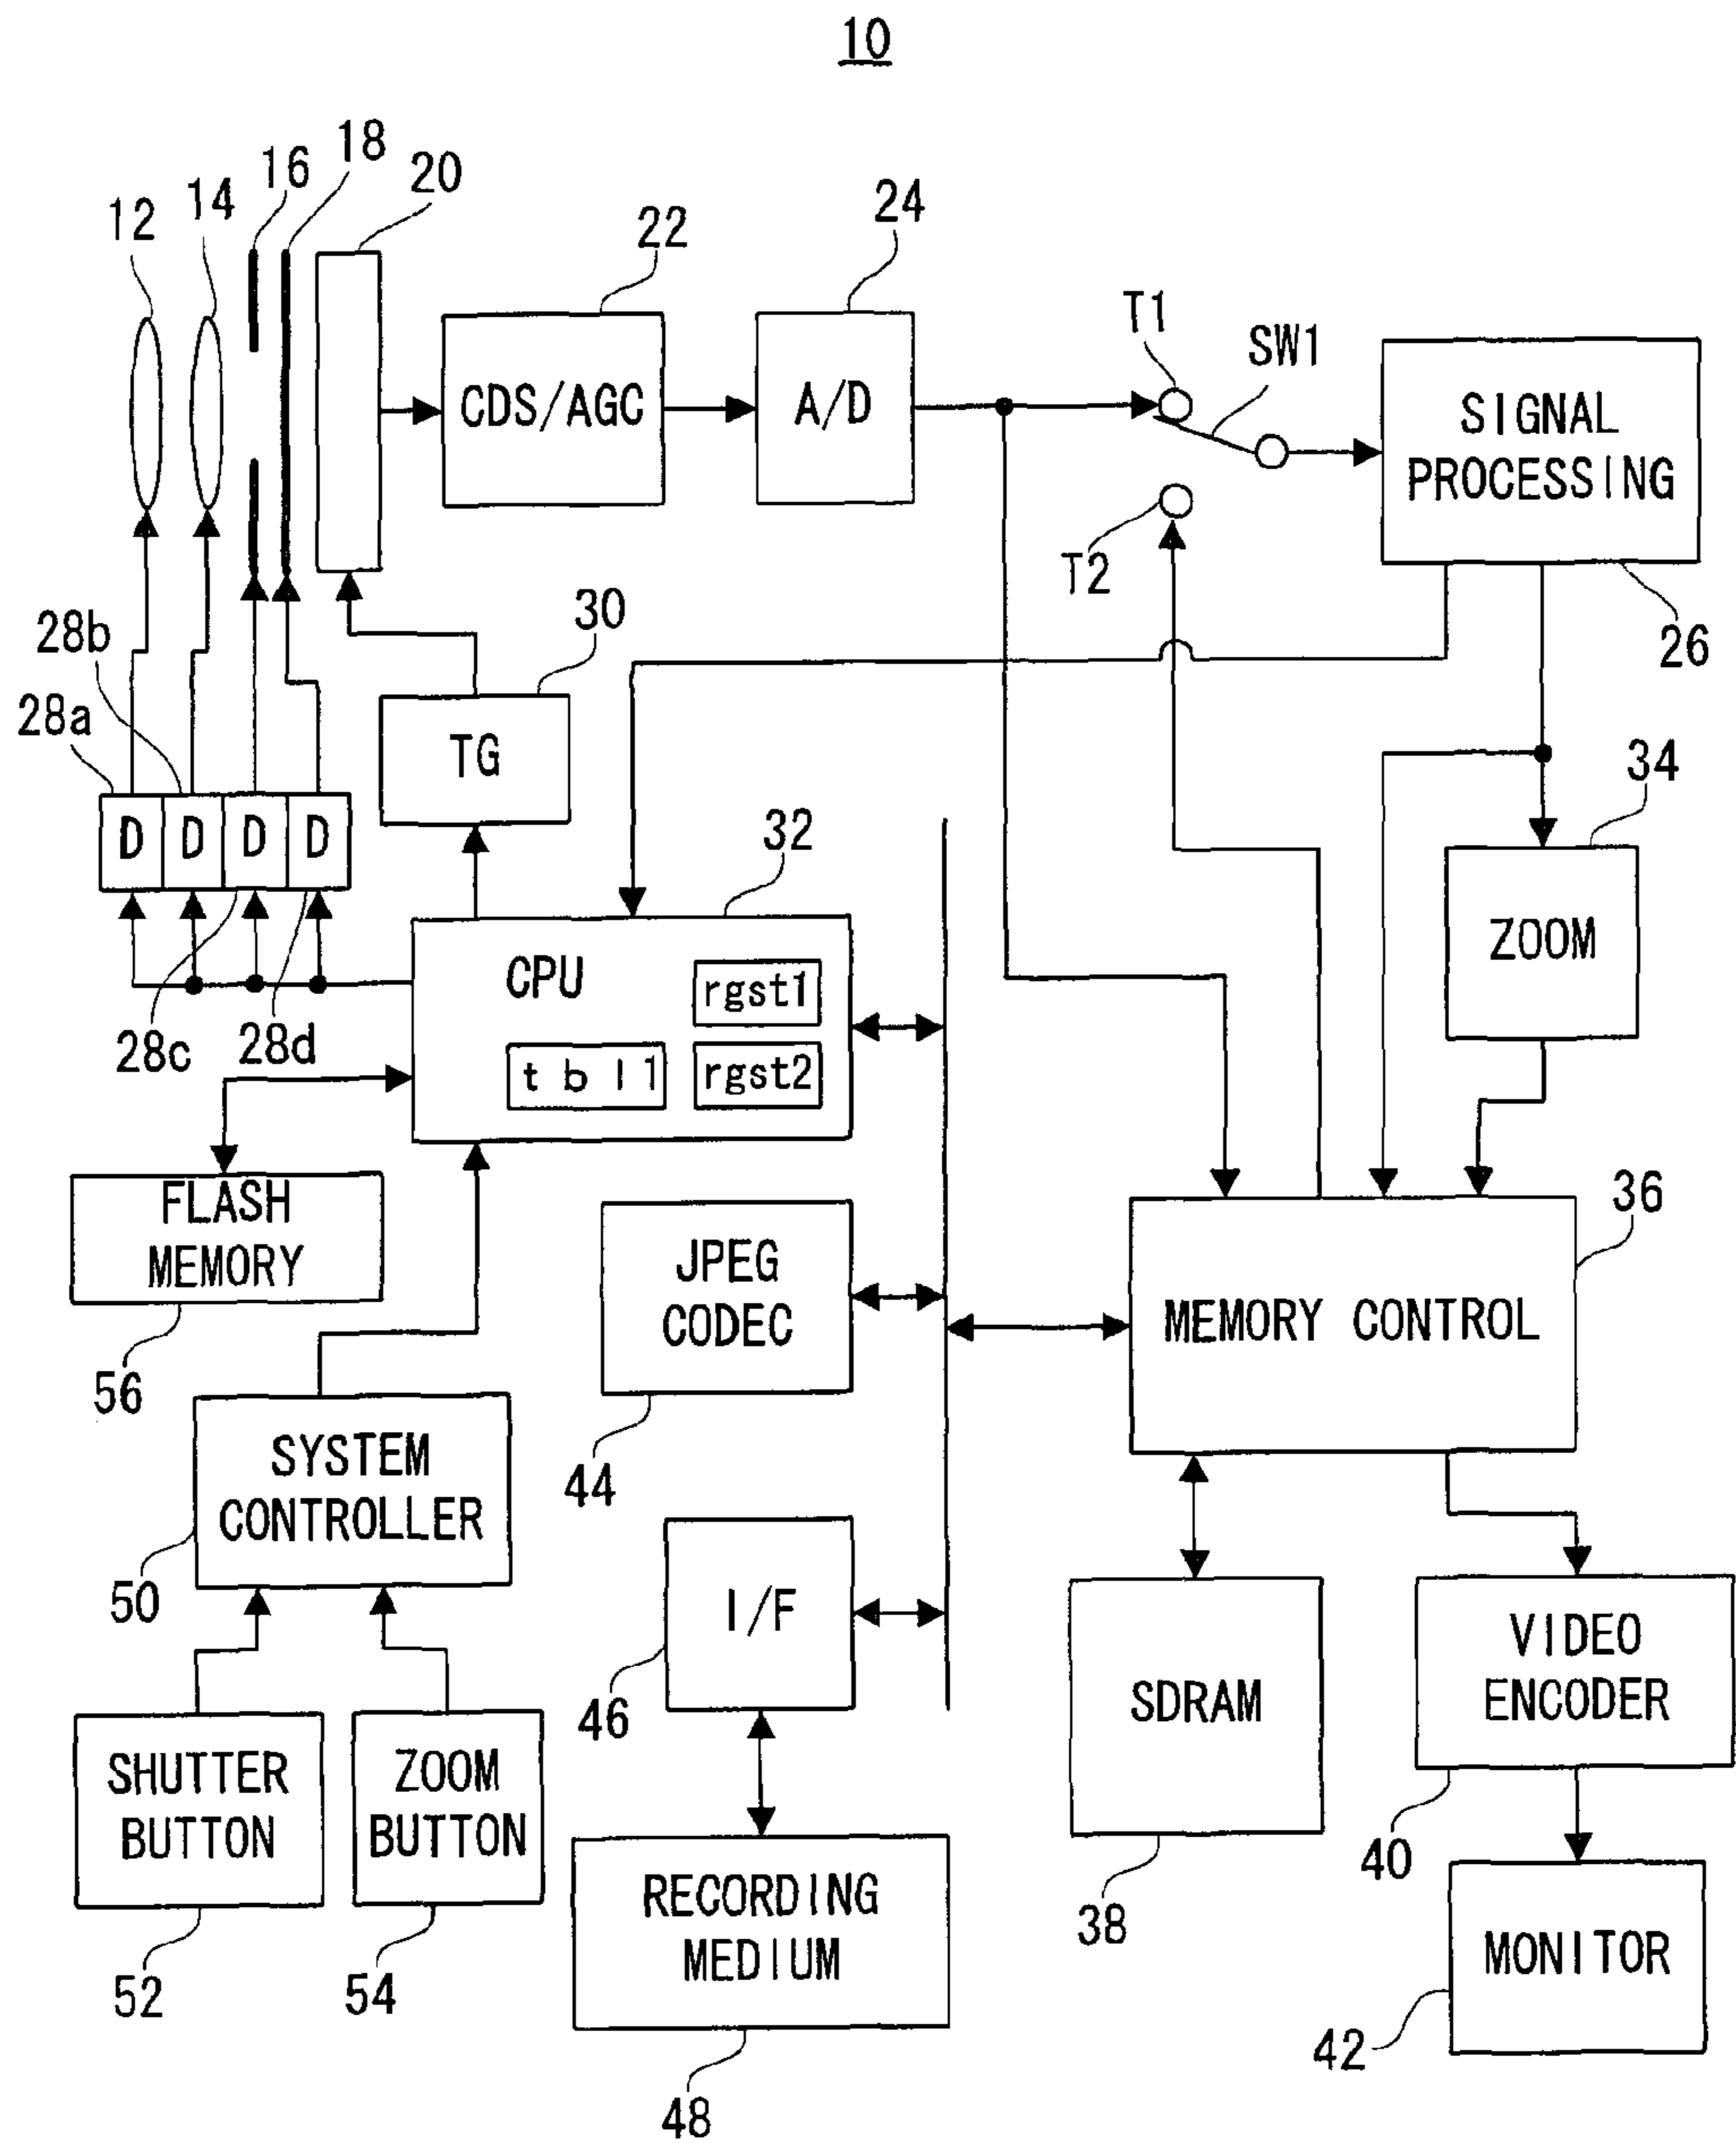 10
12
14
16
18
20
22
24
CDS/AGC
A/D
T1
SW1
T2
SIGNAL
PROCESSING
26
28b
28a
30
TG
D
D
D
D
28c
28d
32
CPU
rgst1
rgst2
tbl1
34
ZOOM
FLASH
MEMORY
56
JPEG
CODEC
44
36
MEMORY CONTROL
SYSTEM
CONTROLLER
50
I/F
46
SDRAM
38
VIDEO
ENCODER
40
SHUTTER
BUTTON
52
ZOOM
BUTTON
54
RECORDING
MEDIUM
48
MONITOR
42